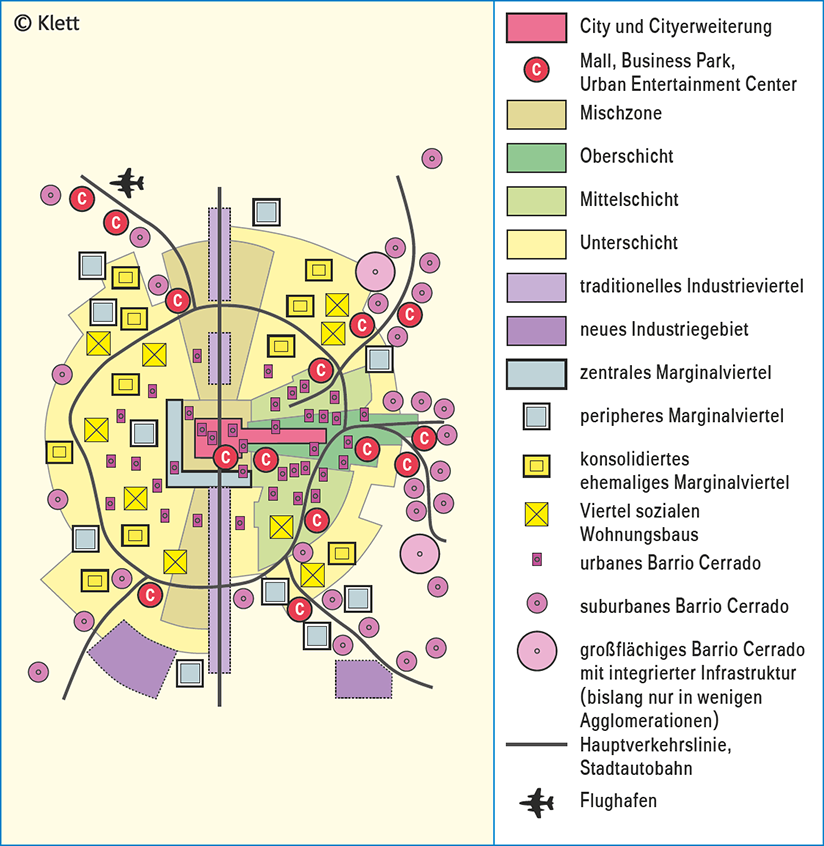 © Klett
C
C
C
C
C
C
C
C
C
C
C
C
C
C
City und Cityerweiterung
C
Mall, Business Park,
Urban Entertainment Center
Mischzone
Oberschicht
Mittelschicht
Unterschicht
traditionelles Industrieviertel
neues Industriegebiet
zentrales Marginalviertel
peripheres Marginalviertel
konsolidiertes
ehemaliges Marginalviertel
Viertel sozialen
Wohnungsbaus
urbanes Barrio Cerrado
suburbanes Barrio Cerrado
großflächiges Barrio Cerrado
mit integrierter Infrastruktur
(bislang nur in wenigen
Agglomerationen)
Hauptverkehrslinie,
Stadtautobahn
Flughafen